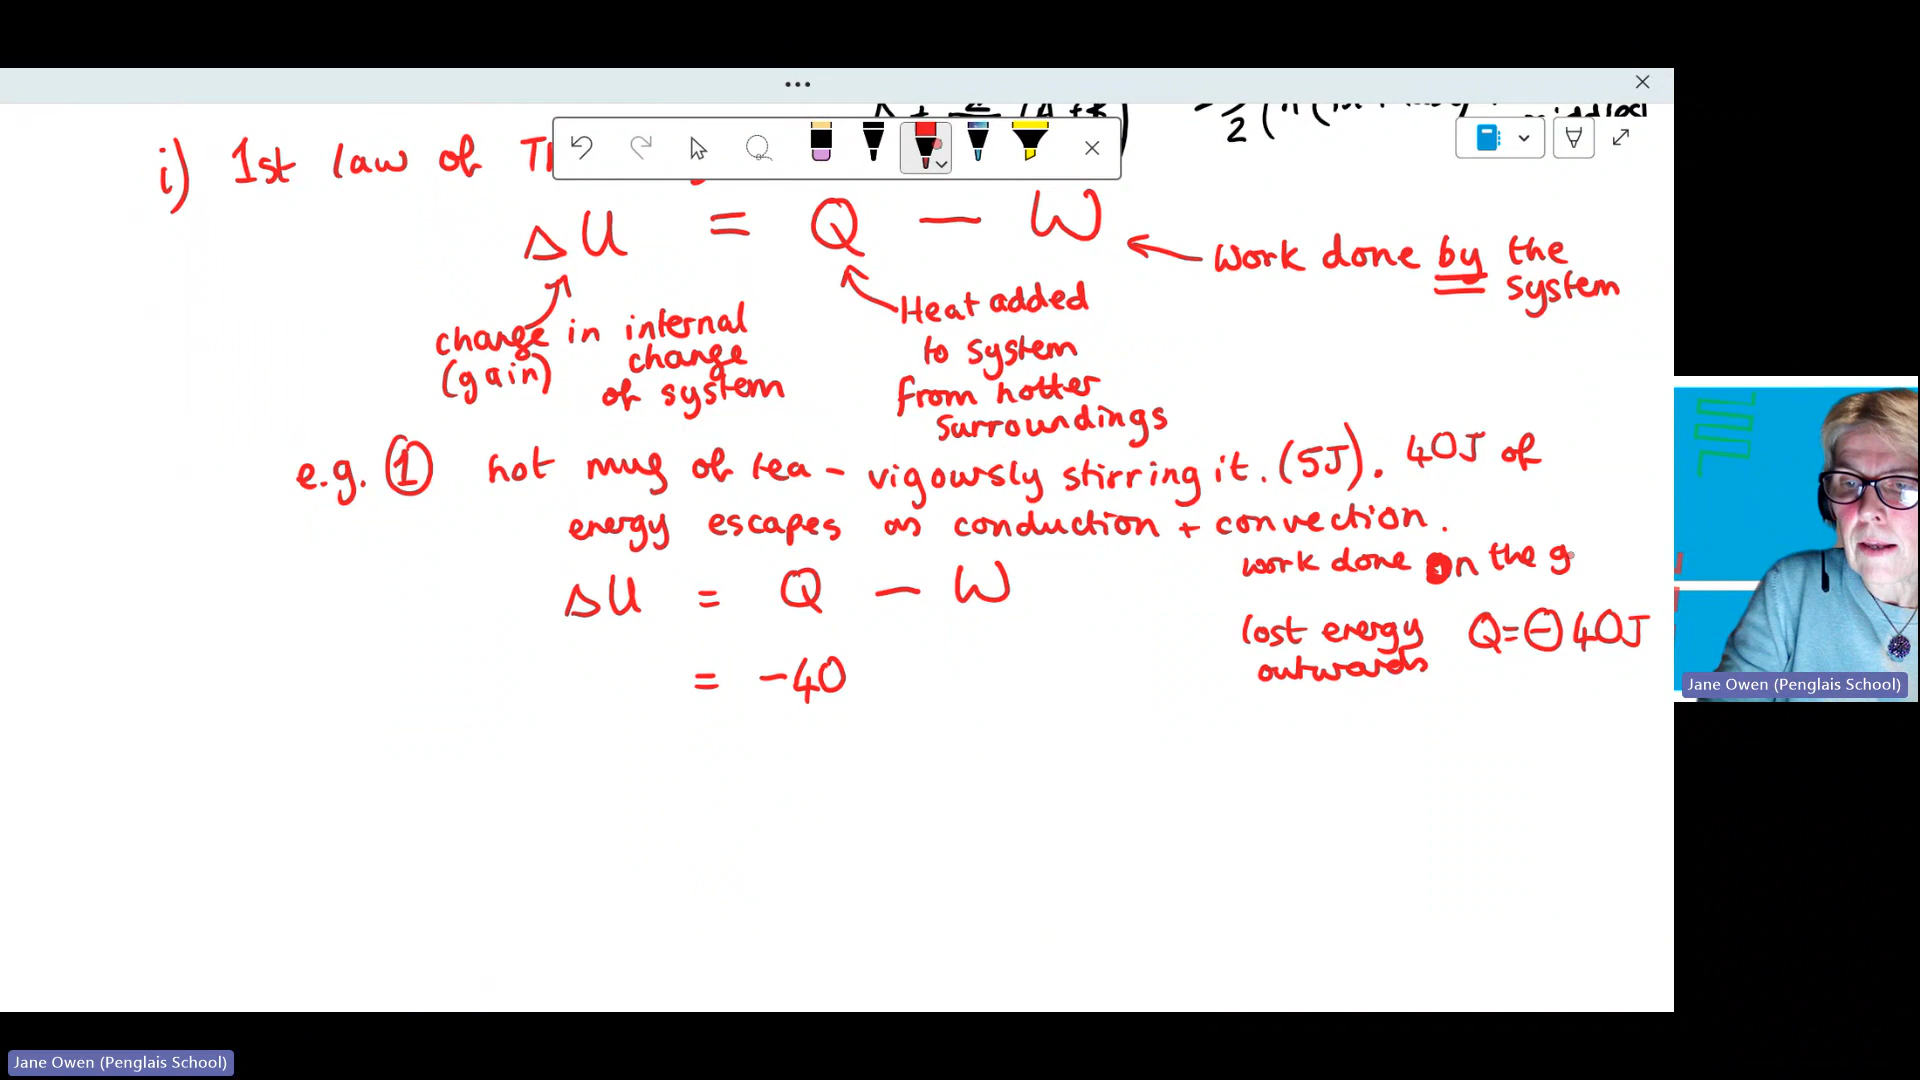 i) 1st law of
ΔU = Q - W
work done by the
system
change in internal
(gain) change
of system
Heat added
to system
from hotter
surroundings
e.g. ① hot mug of tea - vigowsly stirring it. (5J). 40J of
energy escapes as conduction + convection.
ΔU = Q - W
= -40
work done on the g
lost energy Q=⊖40J
outwards
Jane Owen (Penglais School)
Jane Owen (Penglais School)